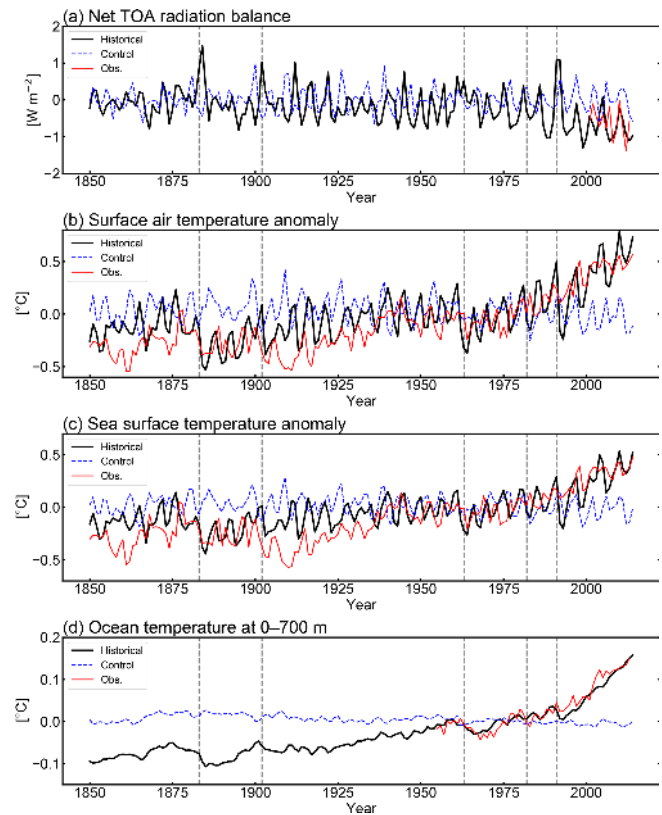 (a) Net TOA radiation balance
2
1
0
−1
−2
[W m⁻²]
Historical
Control
Obs.
1850 1875 1900 1925 1950 1975 2000
Year
(b) Surface air temperature anomaly
0.5
0.0
−0.5
[°C]
Historical
Control
Obs.
1850 1875 1900 1925 1950 1975 2000
Year
(c) Sea surface temperature anomaly
0.5
0.0
−0.5
[°C]
Historical
Control
Obs.
1850 1875 1900 1925 1950 1975 2000
Year
(d) Ocean temperature at 0–700 m
0.2
0.1
0.0
−0.1
[°C]
Historical
Control
Obs.
1850 1875 1900 1925 1950 1975 2000
Year